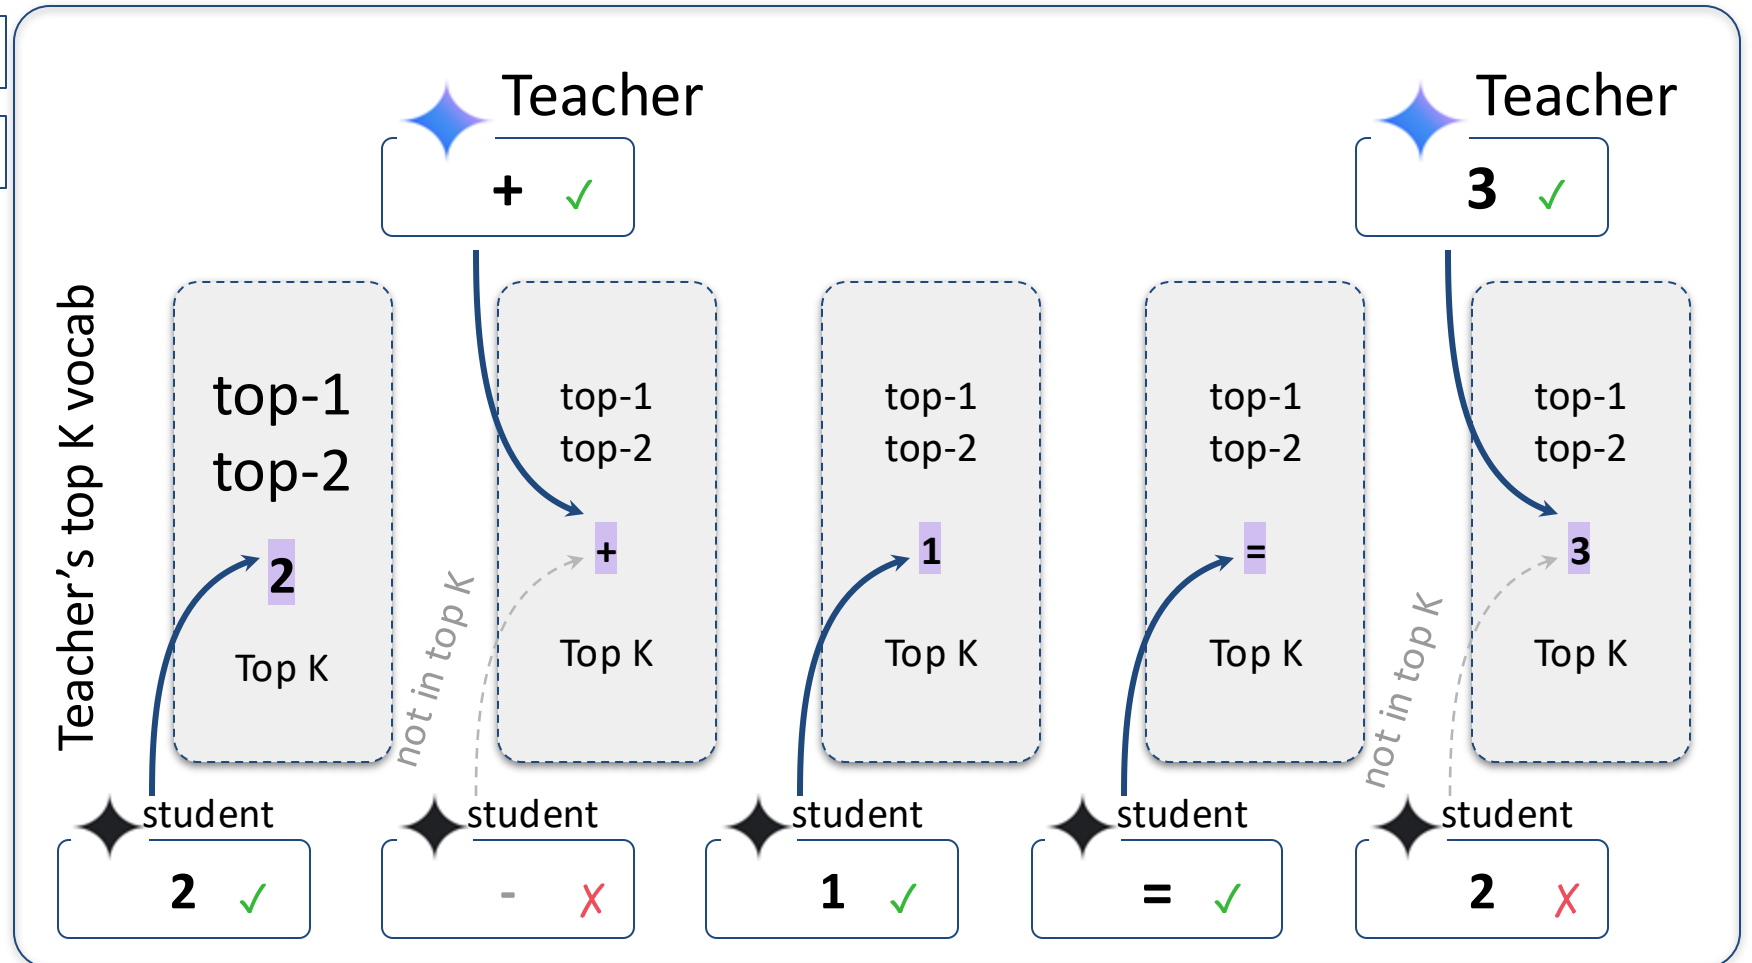 Teacher
+ ✓
Teacher
3 ✓
Teacher's top K vocab
top-1
top-2
2
Top K
not in top K
top-1
top-2
+
Top K
top-1
top-2
1
Top K
top-1
top-2
=
Top K
not in top K
top-1
top-2
3
Top K
student
2 ✓
student
- ✗
student
1 ✓
student
= ✓
student
2 ✗